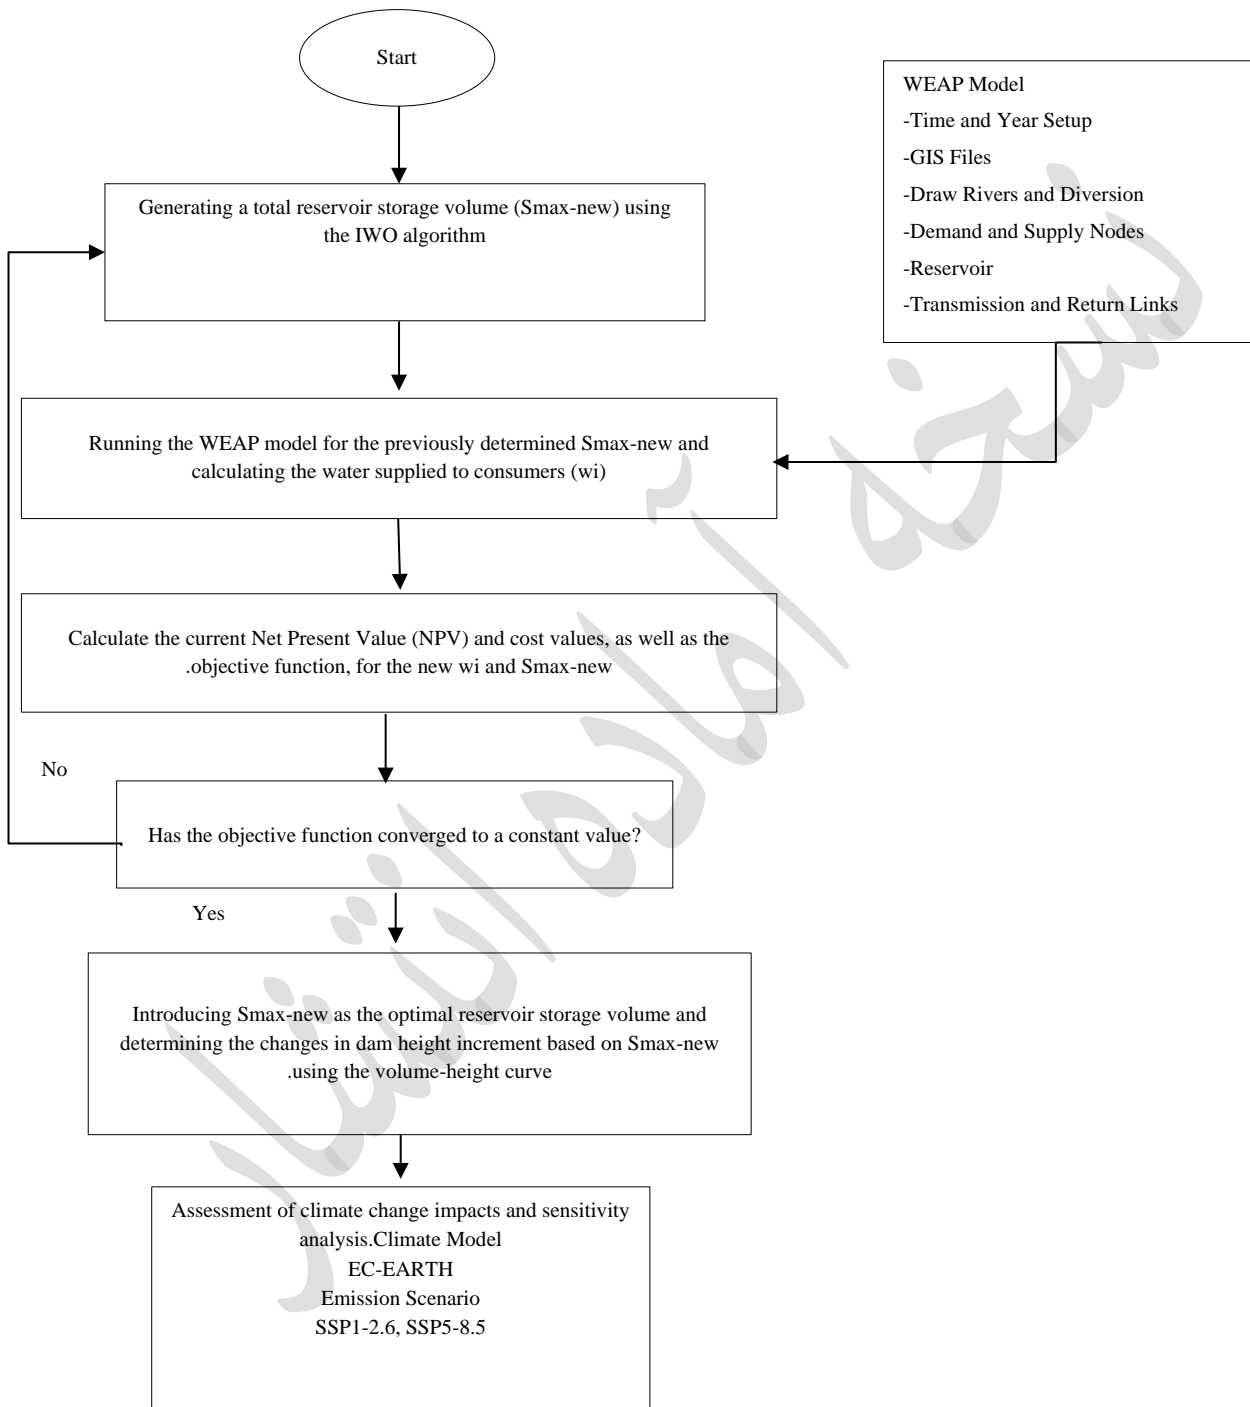 Start
WEAP Model
-Time and Year Setup
-GIS Files
-Draw Rivers and Diversion
-Demand and Supply Nodes
-Reservoir
-Transmission and Return Links
Generating a total reservoir storage volume (Smax-new) using
the IWO algorithm
Running the WEAP model for the previously determined Smax-new and
calculating the water supplied to consumers (wi)
Calculate the current Net Present Value (NPV) and cost values, as well as the
.objective function, for the new wi and Smax-new
No
Has the objective function converged to a constant value?
Yes
Introducing Smax-new as the optimal reservoir storage volume and
determining the changes in dam height increment based on Smax-new
.using the volume-height curve
Assessment of climate change impacts and sensitivity
analysis.Climate Model
EC-EARTH
Emission Scenario
SSP1-2.6, SSP5-8.5
نسخه آماده انتشار